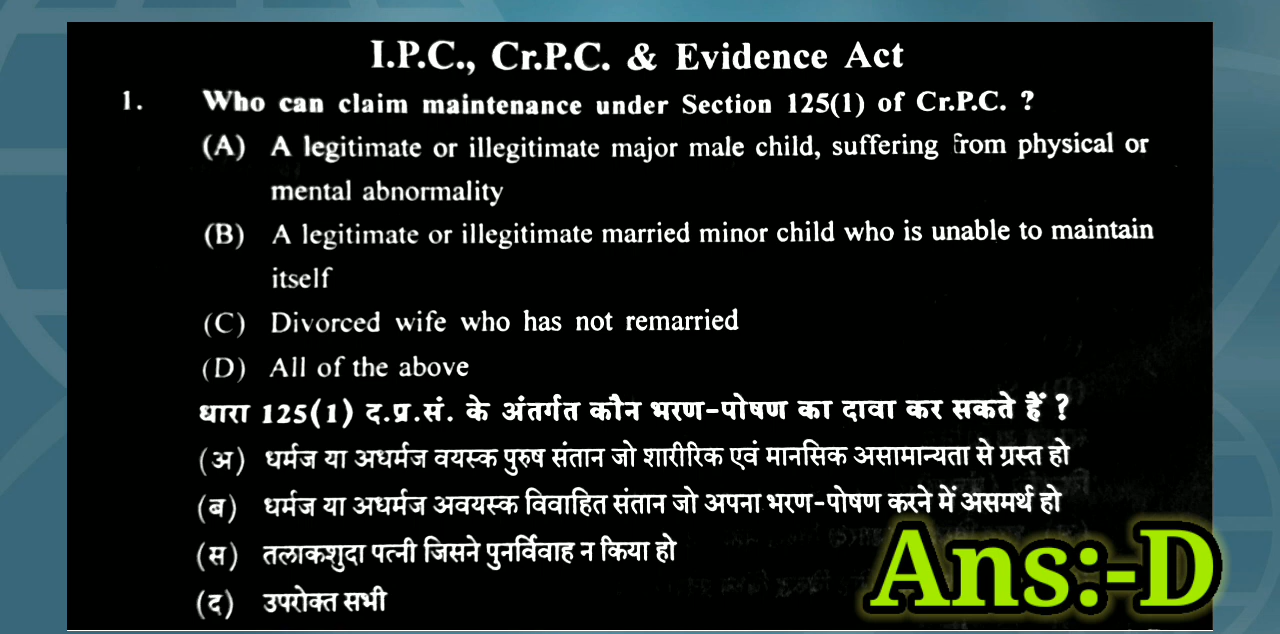 I.P.C., Cr.P.C. & Evidence Act
1. Who can claim maintenance under Section 125(1) of Cr.P.C. ?
(A) A legitimate or illegitimate major male child, suffering from physical or
mental abnormality
(B) A legitimate or illegitimate married minor child who is unable to maintain
itself
(C) Divorced wife who has not remarried
(D) All of the above
धारा 125(1) द.प्र.सं. के अंतर्गत कौन भरण-पोषण का दावा कर सकते हैं ?
(अ) धर्मज या अधर्मज वयस्क पुरुष संतान जो शारीरिक एवं मानसिक असामान्यता से ग्रस्त हो
(ब) धर्मज या अधर्मज अवयस्क विवाहित संतान जो अपना भरण-पोषण करने में असमर्थ हो
(स) तलाकशुदा पत्नी जिसने पुनर्विवाह न किया हो
(द) उपरोक्त सभी
Ans:-D